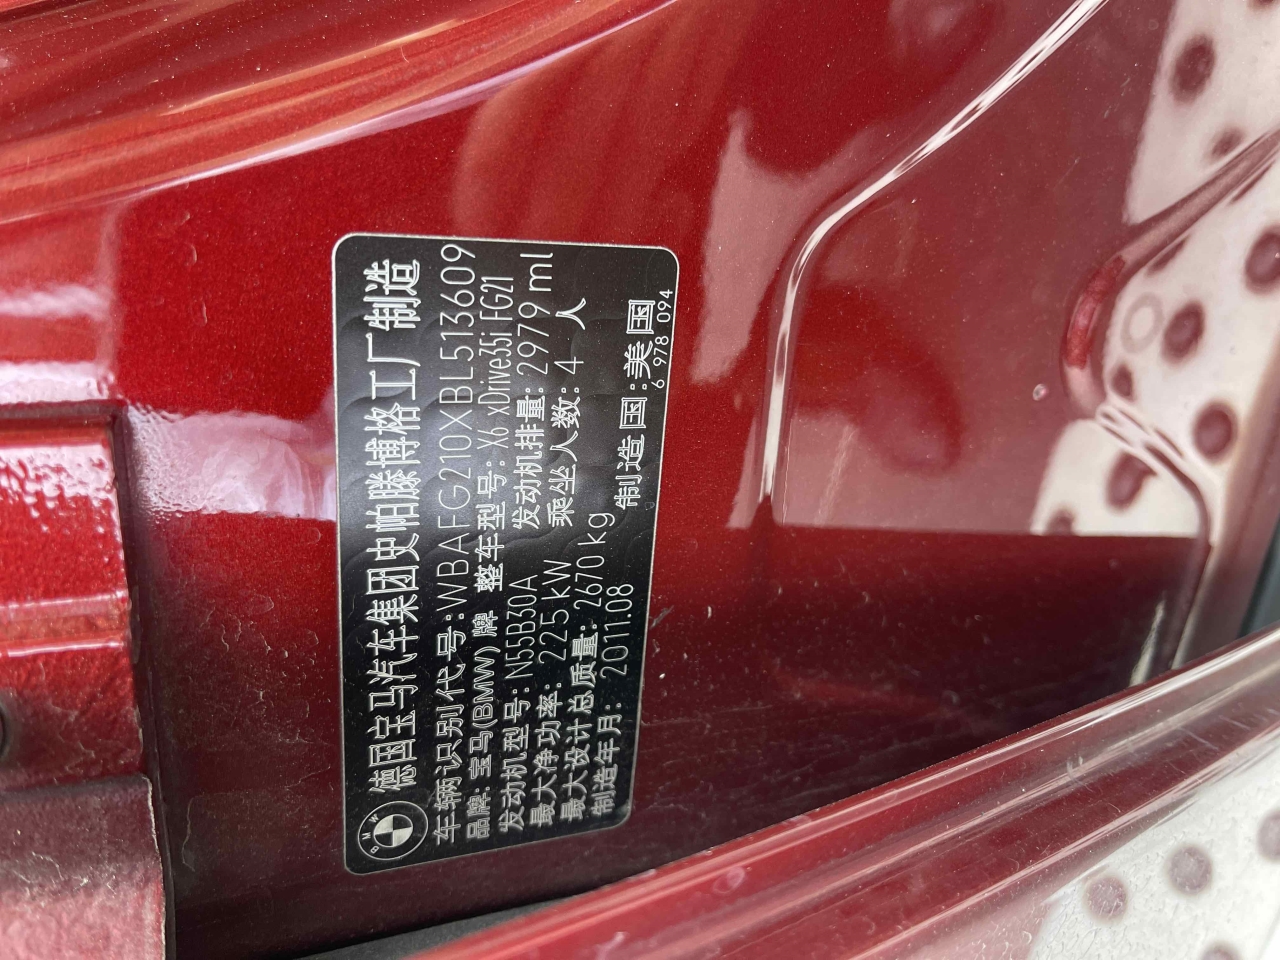 BMW
德国宝马汽车集团史帕滕博格工厂制造
车辆识别代号:WBAFG210XBL513609
品牌:宝马(BMW)牌 整车型号:X6 xDrive35i FG21
发动机型号:N55B30A 发动机排量:2979 ml
最大净功率:225 kW 乘坐人数:4 人
最大设计总质量:2670 kg
制造年月:2011.08 制造国:美国
6 978 094